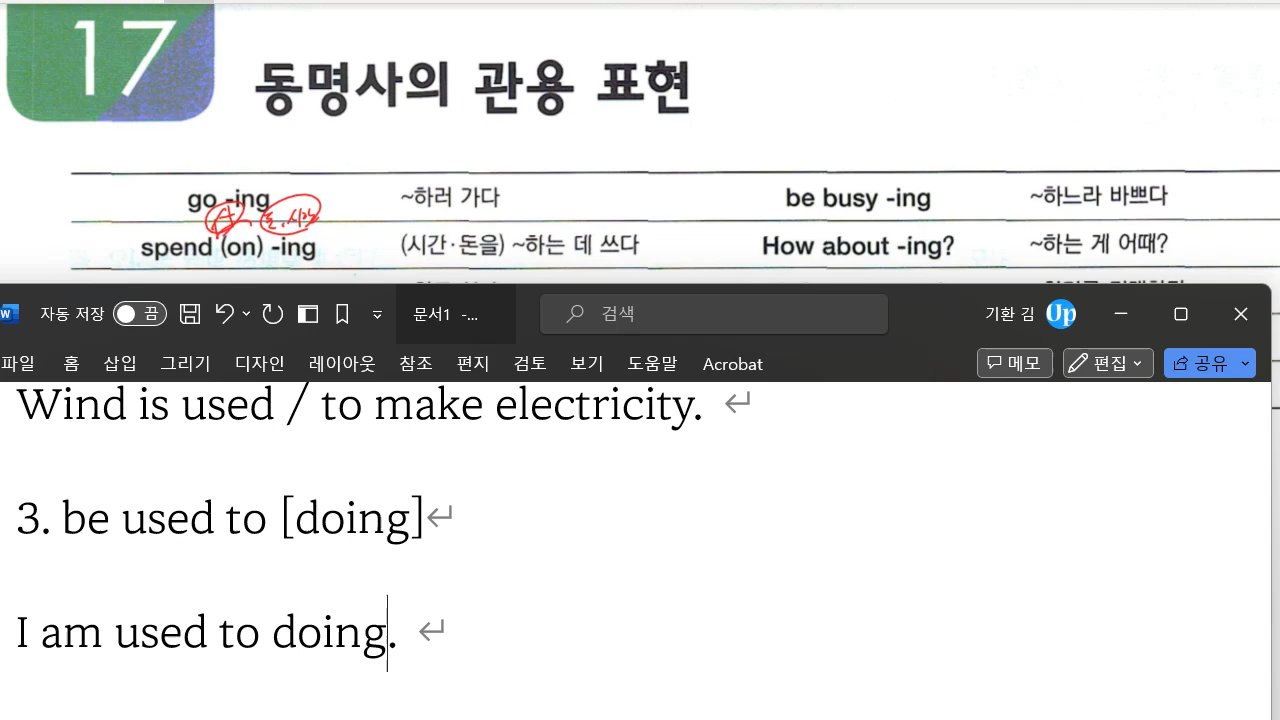 17 동명사의 관용 표현
go -ing ~하러 가다 be busy -ing ~하느라 바쁘다
spend (on) -ing (시간·돈을) ~하는 데 쓰다 How about -ing? ~하는 게 어때?
자동 저장 끔 문서1 -... 검색 기환 김 Up
파일 홈 삽입 그리기 디자인 레이아웃 참조 편지 검토 보기 도움말 Acrobat 메모 편집 공유
Wind is used / to make electricity.
3. be used to [doing]
I am used to doing.